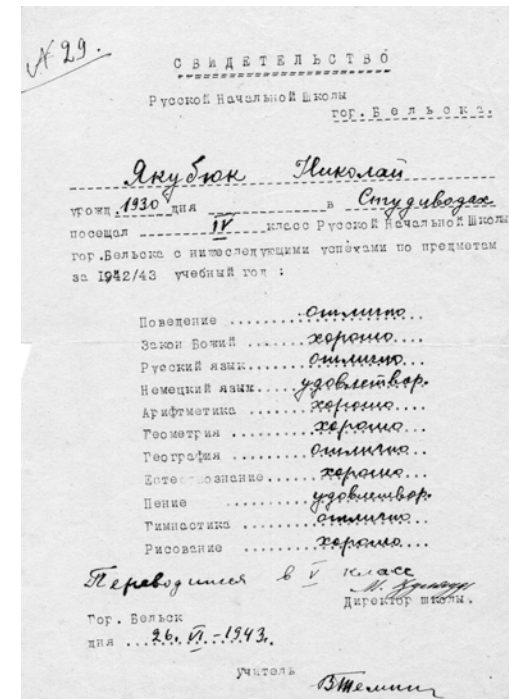 № 29.
СВИДЕТЕЛЬСТВО
Русской Начальной Школы
гор. Бельска.
Якубюк Николай
урожд. 1930 дня в Студиводах
посещал IV класс Русской Начальной Школы
гор. Бельска с нижеследующими успехами по предметам
за 1942/43 учебный год :
Поведение ........ отлично
Закон Божий ...... хорошо
Русский язык...... отлично
Немецкий язык..... удовлетвор.
Арифметика ....... хорошо....
Геометрия ........ хорошо....
География ........ отлично...
Естествознание.... хорошо....
Пение удовлетвор.
Гимнастика ....... отлично..
Рисование ........ хорошо...
Переводится в V класс
Директор школы.
Гор. Бельск
дня 26. VI - 1943.
учитель